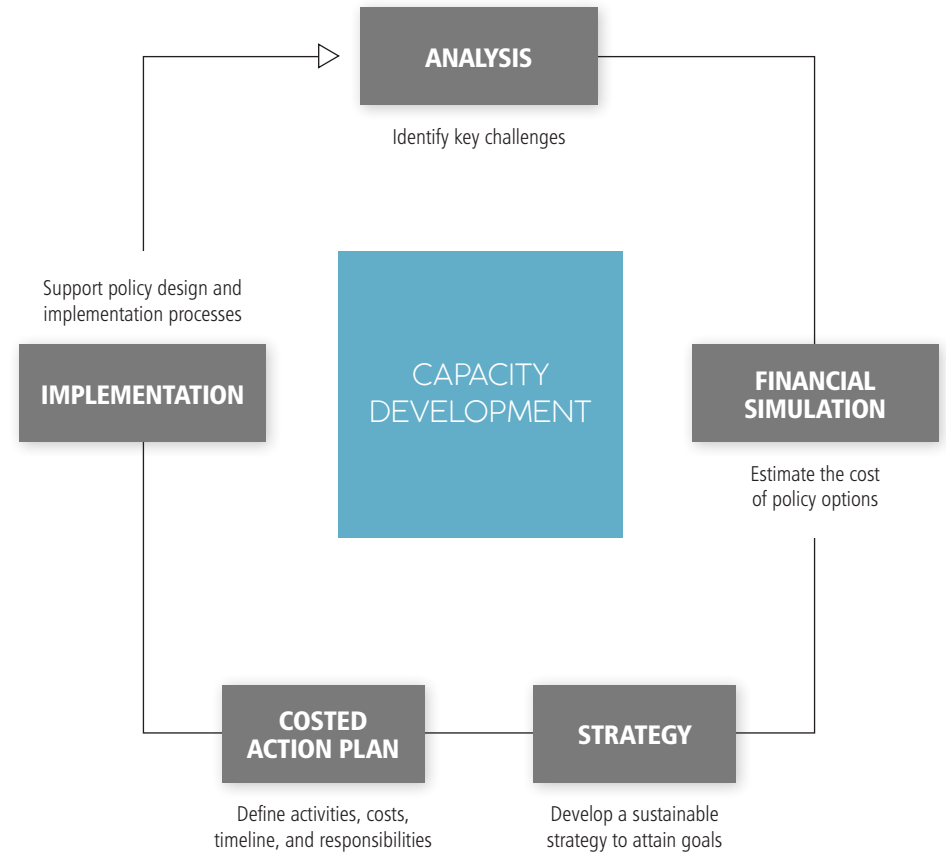 ANALYSIS
Identify key challenges
Support policy design and
implementation processes
IMPLEMENTATION
CAPACITY
DEVELOPMENT
FINANCIAL
SIMULATION
Estimate the cost
of policy options
COSTED
ACTION PLAN
Define activities, costs,
timeline, and responsibilities
STRATEGY
Develop a sustainable
strategy to attain goals